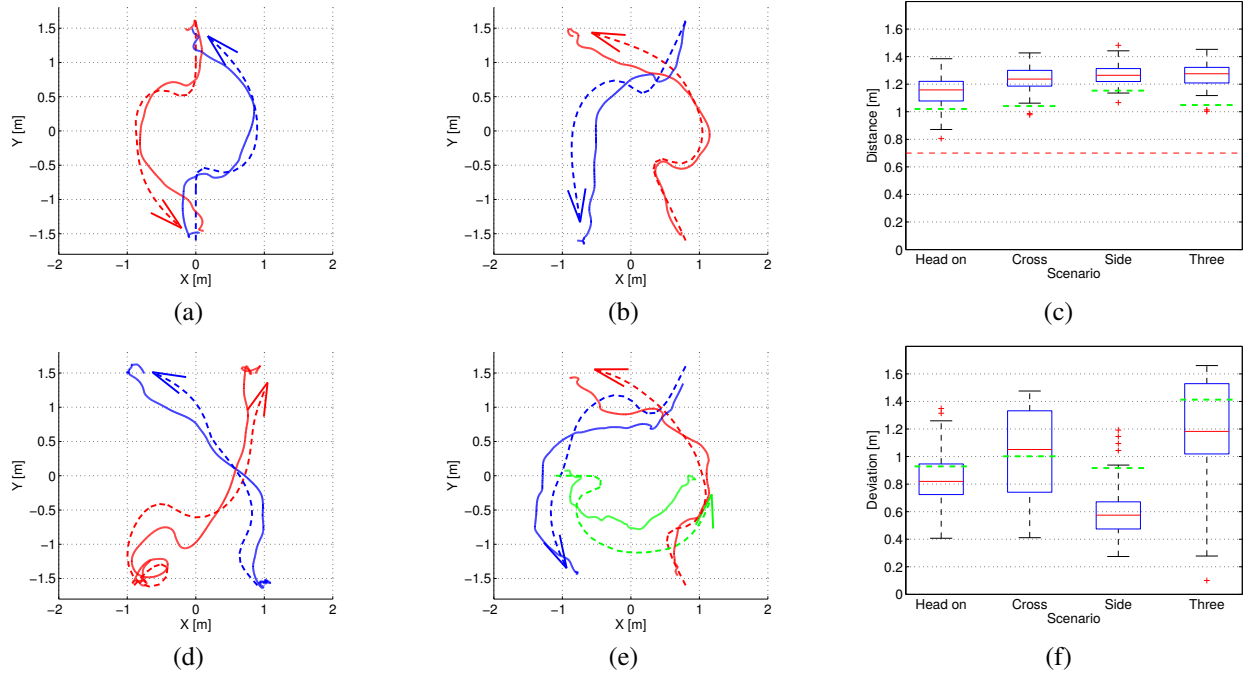 1.5
1
0.5
0
−0.5
−1
−1.5
Y [m]
−2 −1 0 1 2
X [m]
(a)
1.5
1
0.5
0
−0.5
−1
−1.5
Y [m]
−2 −1 0 1 2
X [m]
(b)
1.6
1.4
1.2
1
0.8
0.6
0.4
0.2
0
Distance [m]
Head on Cross Side Three
Scenario
(c)
1.5
1
0.5
0
−0.5
−1
−1.5
Y [m]
−2 −1 0 1 2
X [m]
(d)
1.5
1
0.5
0
−0.5
−1
−1.5
Y [m]
−2 −1 0 1 2
X [m]
(e)
1.6
1.4
1.2
1
0.8
0.6
0.4
0.2
0
Deviation [m]
Head on Cross Side Three
Scenario
(f)